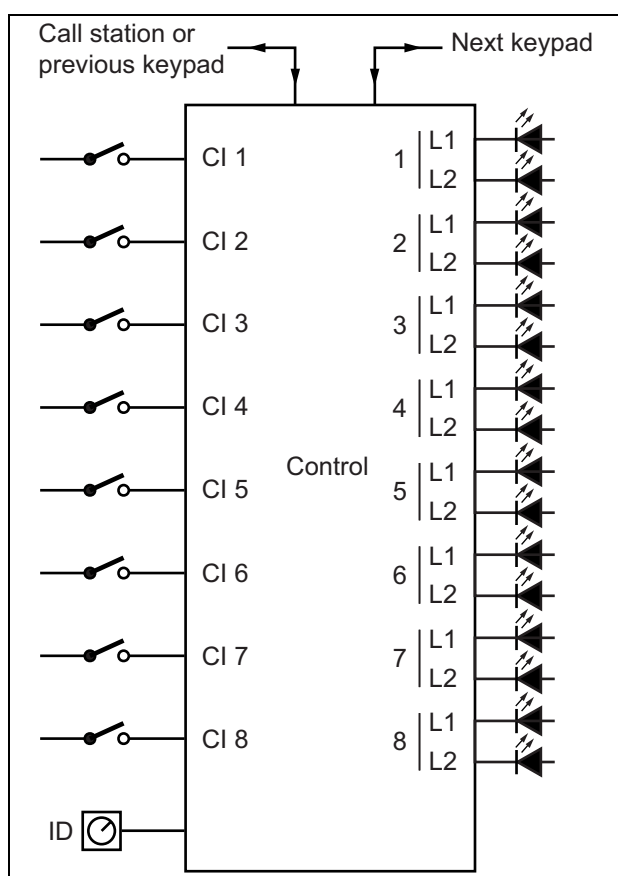 Call station or
previous keypad
Next keypad
CI 1
CI 2
CI 3
CI 4
CI 5
CI 6
CI 7
CI 8
ID
Control
1 L1
L2
2 L1
L2
3 L1
L2
4 L1
L2
5 L1
L2
6 L1
L2
7 L1
L2
8 L1
L2